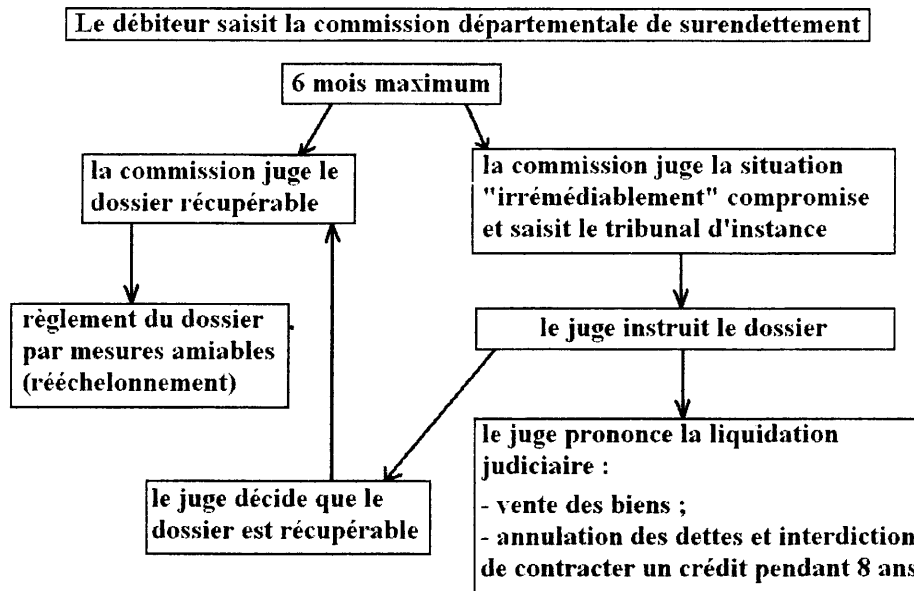 Le débiteur saisit la commission départementale de surendettement
6 mois maximum
la commission juge le
dossier récupérable
la commission juge la situation
"irrémédiablement" compromise
et saisit le tribunal d'instance
règlement du dossier
par mesures amiables
(rééchelonnement)
le juge instruit le dossier
le juge décide que le
dossier est récupérable
le juge prononce la liquidation
judiciaire :
- vente des biens ;
- annulation des dettes et interdiction
de contracter un crédit pendant 8 ans